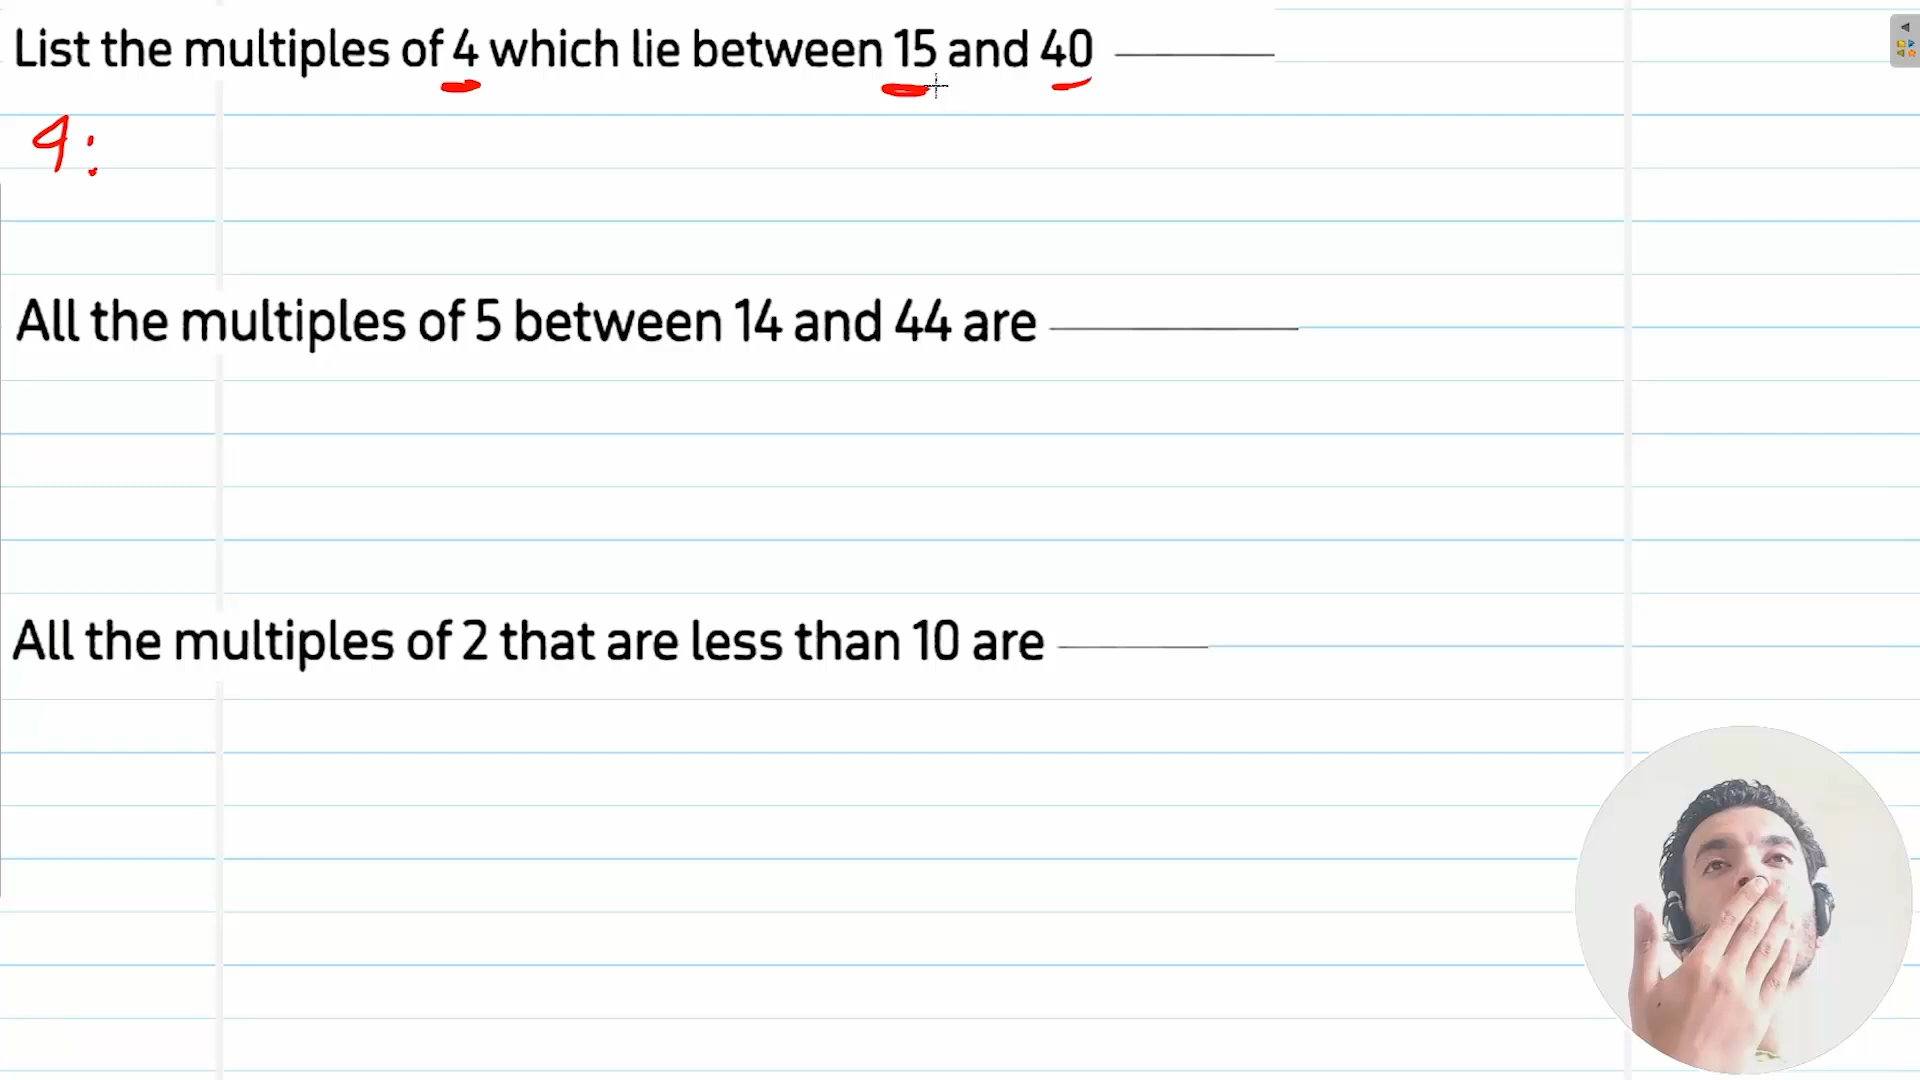 List the multiples of 4 which lie between 15 and 40
4:
All the multiples of 5 between 14 and 44 are
All the multiples of 2 that are less than 10 are